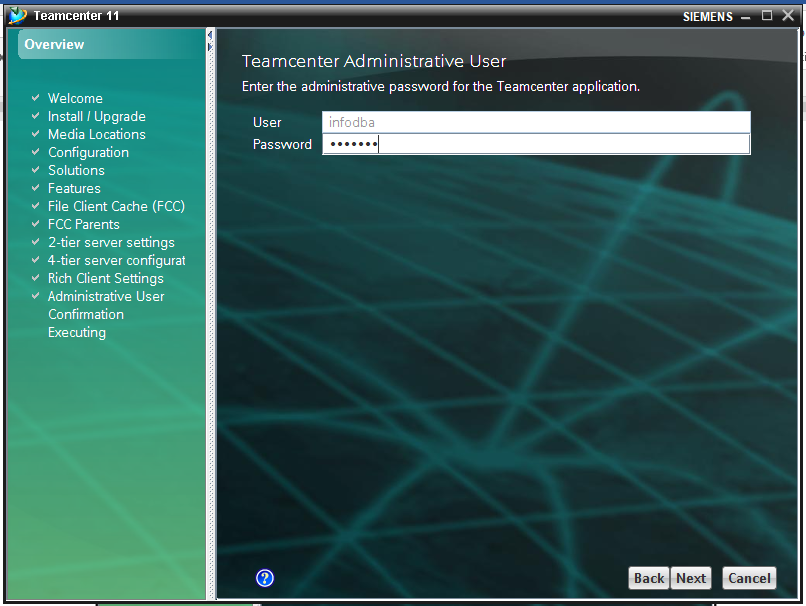 Teamcenter 11
SIEMENS
Overview
Welcome
Install / Upgrade
Media Locations
Configuration
Solutions
Features
File Client Cache (FCC)
FCC Parents
2-tier server settings
4-tier server configurat
Rich Client Settings
Administrative User
Confirmation
Executing
Teamcenter Administrative User
Enter the administrative password for the Teamcenter application.
User infodba
Password •••••••
? Back Next Cancel